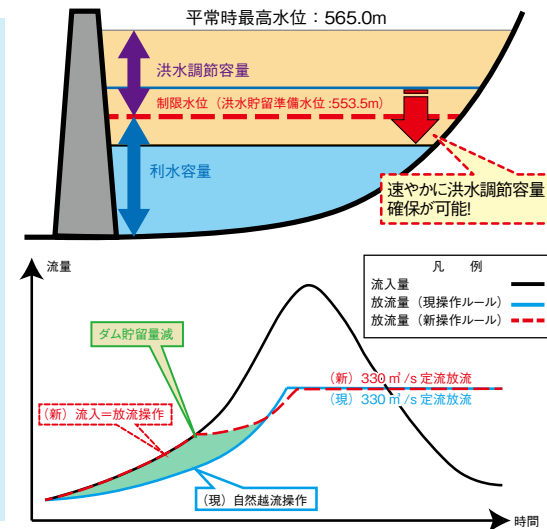 平常時最高水位：565.0m
洪水調節容量
制限水位（洪水貯留準備水位:553.5m）
利水容量
速やかに洪水調節容量
確保が可能!
流量
凡　例
流入量
放流量（現操作ルール）
放流量（新操作ルール）
ダム貯留量減
（新）330㎥/s 定流放流
（現）330㎥/s 定流放流
（新）流入＝放流操作
（現）自然越流操作
時間